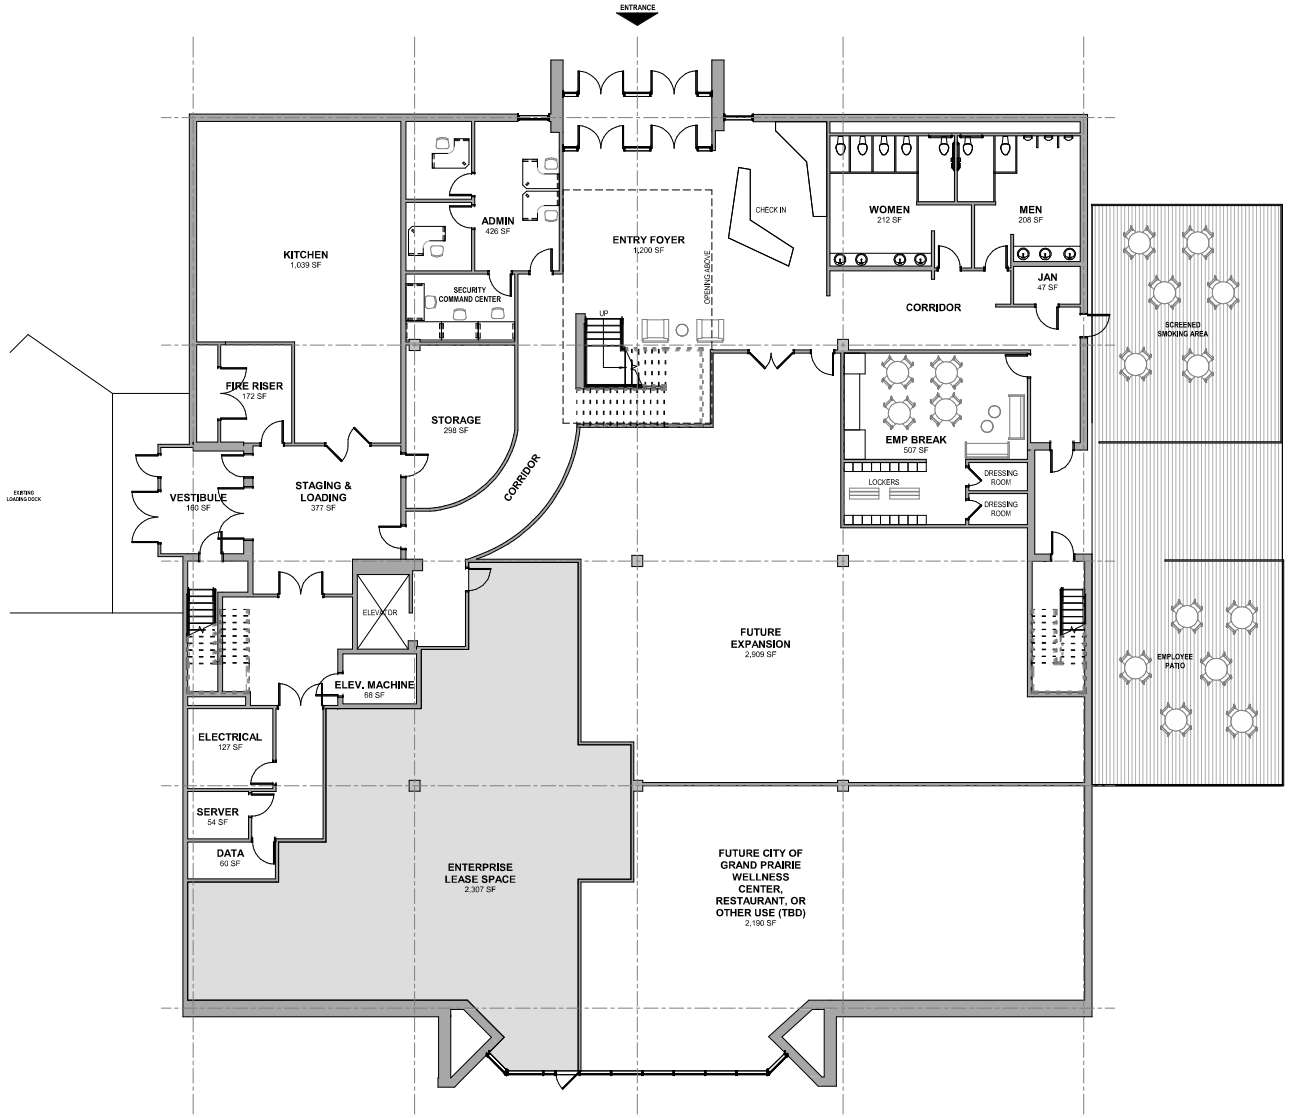 ENTRANCE
KITCHEN
1,039 SF
ADMIN
426 SF
SECURITY
COMMAND CENTER
ENTRY FOYER
1,200 SF
OPENING ABOVE
CHECK IN
WOMEN
212 SF
MEN
208 SF
JAN
47 SF
CORRIDOR
SCREENED
SMOKING AREA
UP
FIRE RISER
172 SF
STORAGE
298 SF
CORRIDOR
EMP BREAK
507 SF
LOCKERS
DRESSING
ROOM
DRESSING
ROOM
EXISTING
LOADING DOCK
VESTIBULE
160 SF
STAGING &
LOADING
377 SF
ELEVATOR
FUTURE
EXPANSION
2,909 SF
EMPLOYEE
PATIO
ELEV. MACHINE
68 SF
ELECTRICAL
127 SF
SERVER
54 SF
DATA
60 SF
ENTERPRISE
LEASE SPACE
2,307 SF
FUTURE CITY OF
GRAND PRAIRIE
WELLNESS
CENTER,
RESTAURANT, OR
OTHER USE (TBD)
2,190 SF